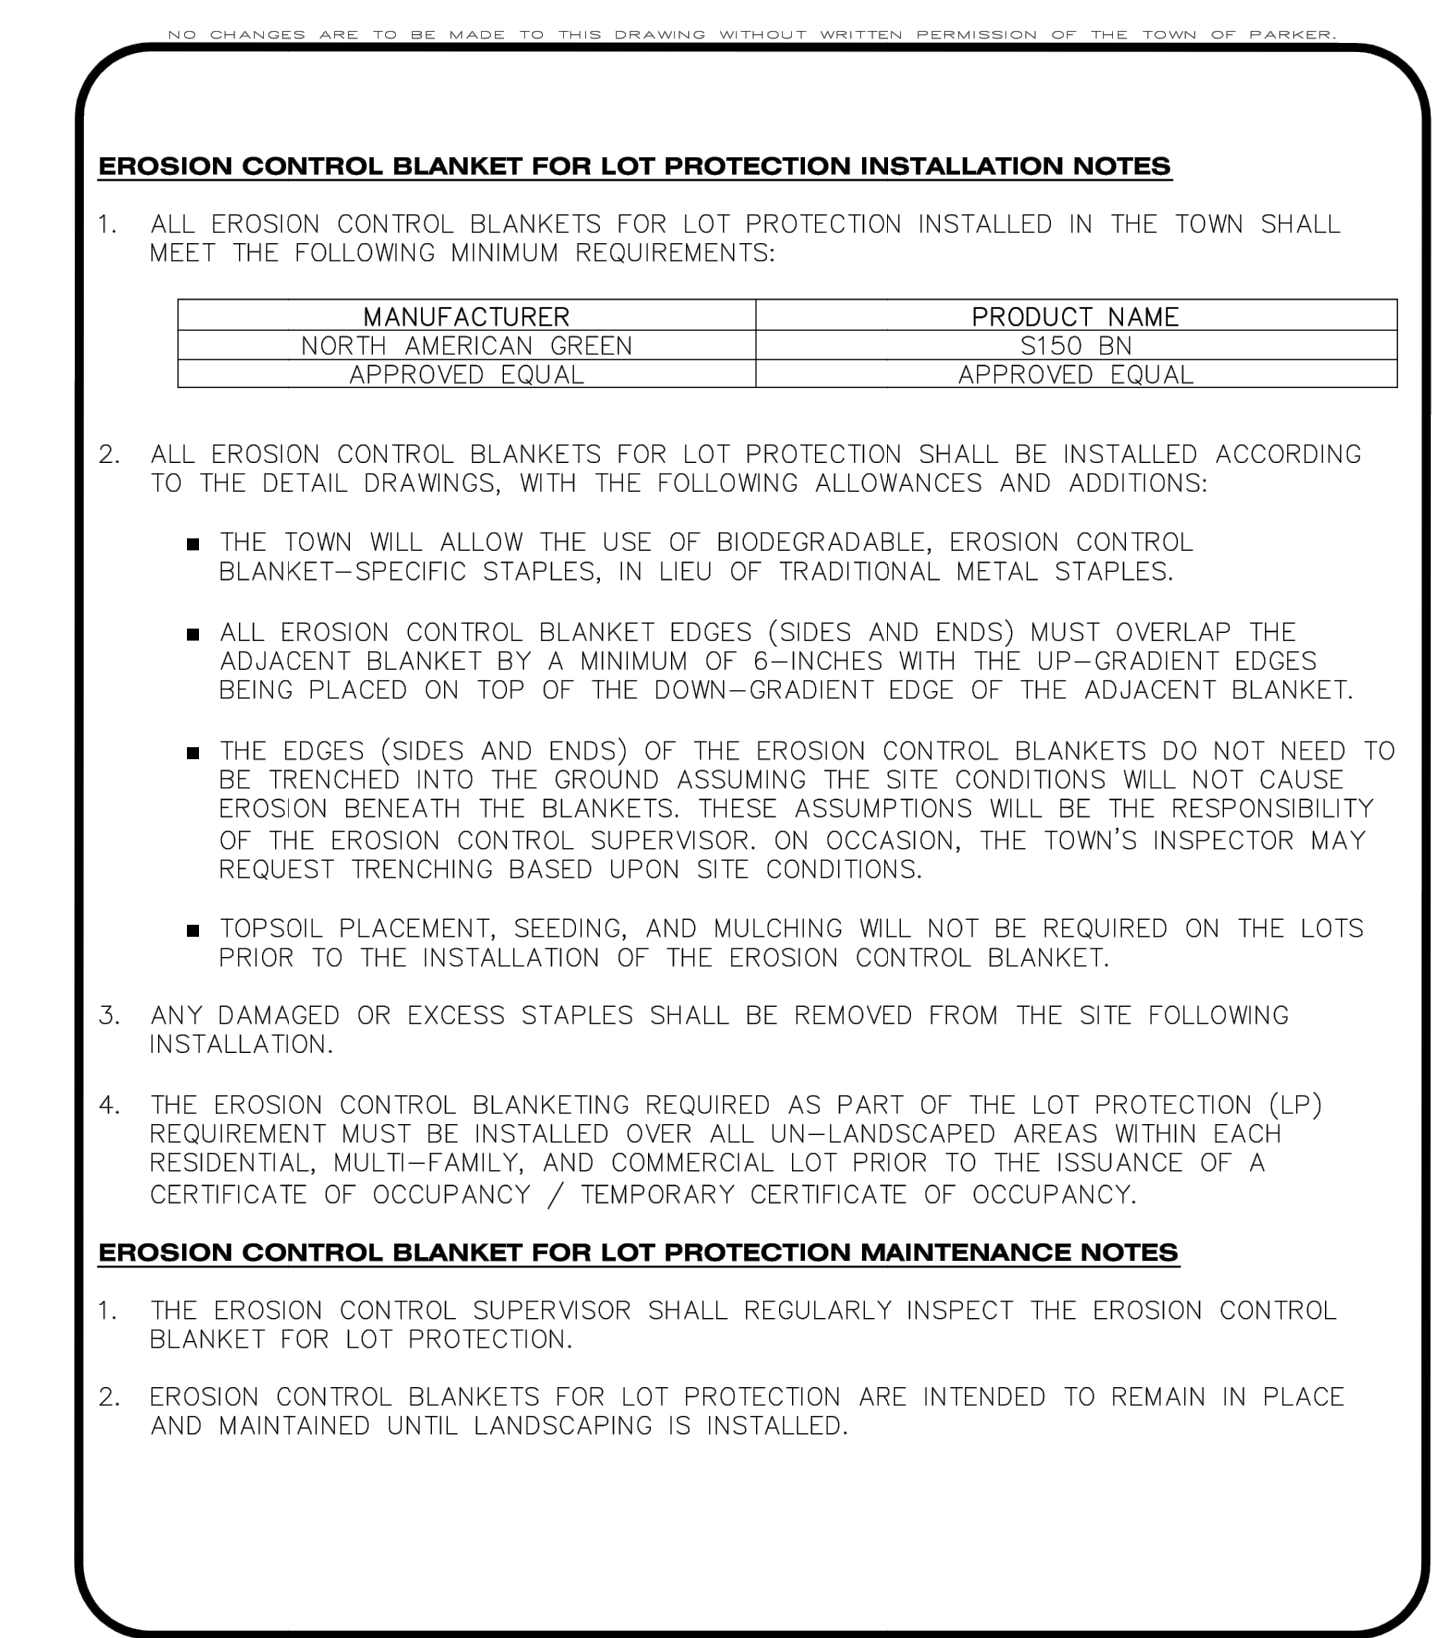 NO CHANGES ARE TO BE MADE TO THIS DRAWING WITHOUT WRITTEN PERMISSION OF THE TOWN OF PARKER.
EROSION CONTROL BLANKET FOR LOT PROTECTION INSTALLATION NOTES
1. ALL EROSION CONTROL BLANKETS FOR LOT PROTECTION INSTALLED IN THE TOWN SHALL
MEET THE FOLLOWING MINIMUM REQUIREMENTS:
MANUFACTURER PRODUCT NAME
NORTH AMERICAN GREEN S150 BN
APPROVED EQUAL APPROVED EQUAL
2. ALL EROSION CONTROL BLANKETS FOR LOT PROTECTION SHALL BE INSTALLED ACCORDING
TO THE DETAIL DRAWINGS, WITH THE FOLLOWING ALLOWANCES AND ADDITIONS:
■ THE TOWN WILL ALLOW THE USE OF BIODEGRADABLE, EROSION CONTROL
BLANKET–SPECIFIC STAPLES, IN LIEU OF TRADITIONAL METAL STAPLES.
■ ALL EROSION CONTROL BLANKET EDGES (SIDES AND ENDS) MUST OVERLAP THE
ADJACENT BLANKET BY A MINIMUM OF 6–INCHES WITH THE UP–GRADIENT EDGES
BEING PLACED ON TOP OF THE DOWN–GRADIENT EDGE OF THE ADJACENT BLANKET.
■ THE EDGES (SIDES AND ENDS) OF THE EROSION CONTROL BLANKETS DO NOT NEED TO
BE TRENCHED INTO THE GROUND ASSUMING THE SITE CONDITIONS WILL NOT CAUSE
EROSION BENEATH THE BLANKETS. THESE ASSUMPTIONS WILL BE THE RESPONSIBILITY
OF THE EROSION CONTROL SUPERVISOR. ON OCCASION, THE TOWN'S INSPECTOR MAY
REQUEST TRENCHING BASED UPON SITE CONDITIONS.
■ TOPSOIL PLACEMENT, SEEDING, AND MULCHING WILL NOT BE REQUIRED ON THE LOTS
PRIOR TO THE INSTALLATION OF THE EROSION CONTROL BLANKET.
3. ANY DAMAGED OR EXCESS STAPLES SHALL BE REMOVED FROM THE SITE FOLLOWING
INSTALLATION.
4. THE EROSION CONTROL BLANKETING REQUIRED AS PART OF THE LOT PROTECTION (LP)
REQUIREMENT MUST BE INSTALLED OVER ALL UN–LANDSCAPED AREAS WITHIN EACH
RESIDENTIAL, MULTI–FAMILY, AND COMMERCIAL LOT PRIOR TO THE ISSUANCE OF A
CERTIFICATE OF OCCUPANCY / TEMPORARY CERTIFICATE OF OCCUPANCY.
EROSION CONTROL BLANKET FOR LOT PROTECTION MAINTENANCE NOTES
1. THE EROSION CONTROL SUPERVISOR SHALL REGULARLY INSPECT THE EROSION CONTROL
BLANKET FOR LOT PROTECTION.
2. EROSION CONTROL BLANKETS FOR LOT PROTECTION ARE INTENDED TO REMAIN IN PLACE
AND MAINTAINED UNTIL LANDSCAPING IS INSTALLED.